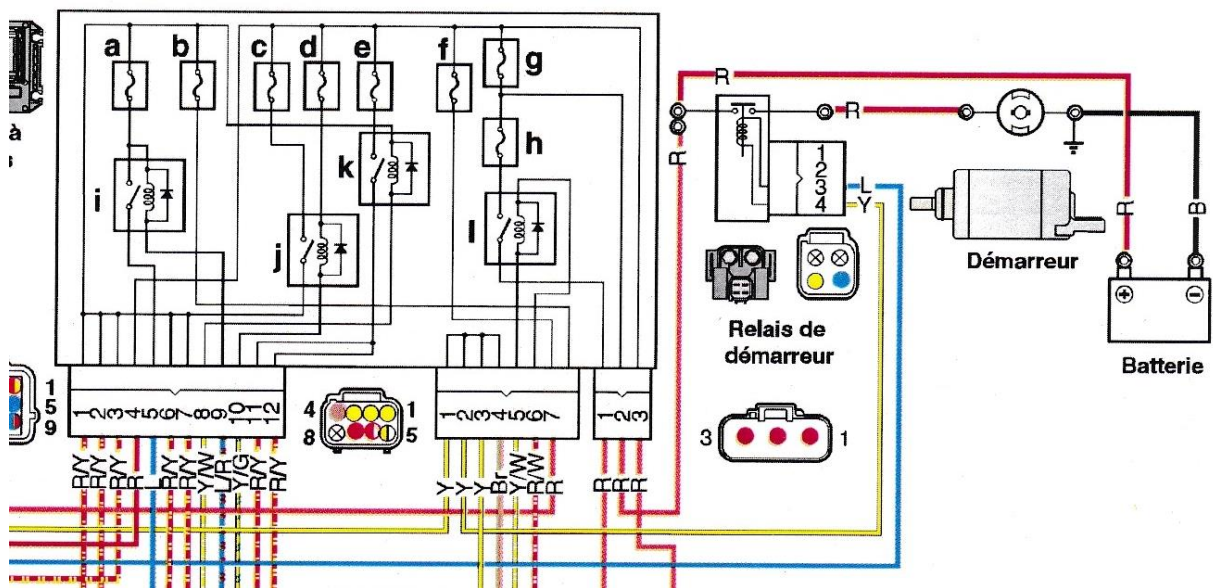 a
b
c
d
e
f
g
h
i
j
k
l
à
s
R
R
R
R
B
1
2
3
4
L
Y
Démarreur
Relais de
démarreur
Batterie
+
-
1
5
9
1 2 3 4 5 6 7 8 9 10 11 12
4
1
8
5
1 2 3 4 5 6 7
1 2 3
3
1
R/Y R/Y R/Y R L R/Y R/Y Y/W L/R Y/G R/Y R/Y
Y Y Y Br Y/W R/W R
R R R